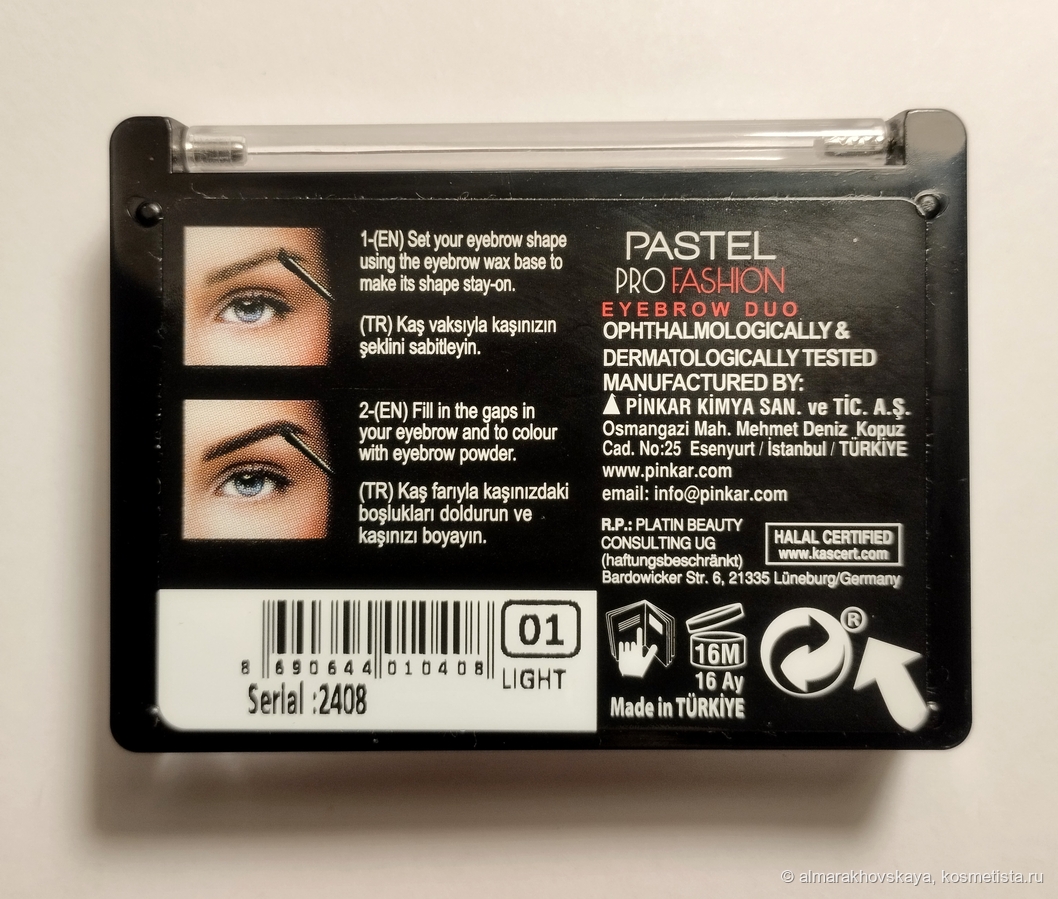 1-(EN) Set your eyebrow shape
using the eyebrow wax base to
make its shape stay-on.
(TR) Kaş vaksıyla kaşınızın
şeklini sabitleyin.
2-(EN) Fill in the gaps in
your eyebrow and to colour
with eyebrow powder.
(TR) Kaş farıyla kaşınızdaki
boşlukları doldurun ve
kaşınızı boyayın.
PASTEL
PRO FASHION
EYEBROW DUO
OPHTHALMOLOGICALLY &
DERMATOLOGICALLY TESTED
MANUFACTURED BY:
PİNKAR KİMYA SAN. ve TİC. A.Ş.
Osmangazi Mah. Mehmet Deniz Kopuz
Cad. No:25 Esenyurt / İstanbul / TÜRKİYE
www.pinkar.com
email: info@pinkar.com
R.P.: PLATIN BEAUTY
CONSULTING UG
(haftungsbeschränkt)
Bardowicker Str. 6, 21335 Lüneburg/Germany
HALAL CERTIFIED
www.kascert.com
8 690644 010408
Serial :2408
01
LIGHT
16M
16 Ay
Made in TÜRKİYE
®
© almarakhovskaya, kosmetista.ru